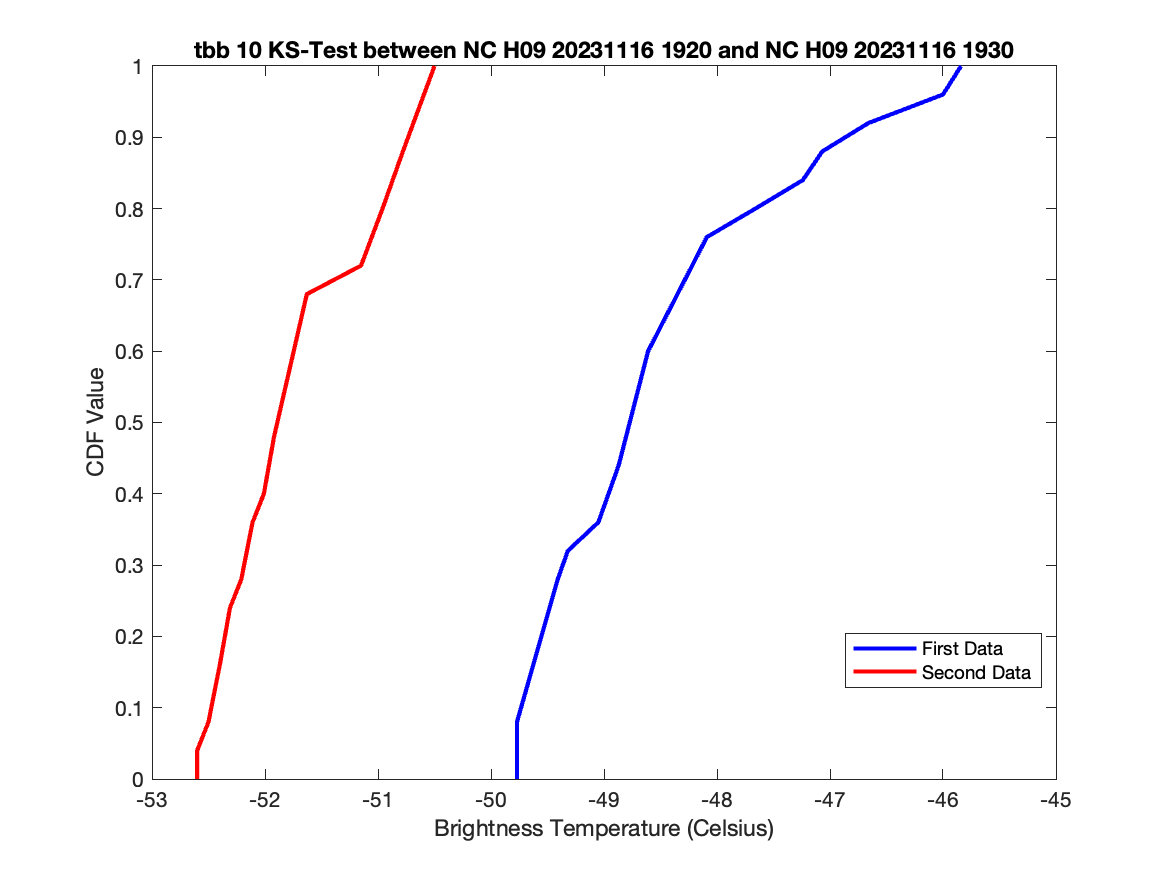 tbb 10 KS-Test between NC H09 20231116 1920 and NC H09 20231116 1930
1
0.9
0.8
0.7
0.6
0.5
0.4
0.3
0.2
0.1
0
CDF Value
First Data
Second Data
-53 -52 -51 -50 -49 -48 -47 -46 -45
Brightness Temperature (Celsius)